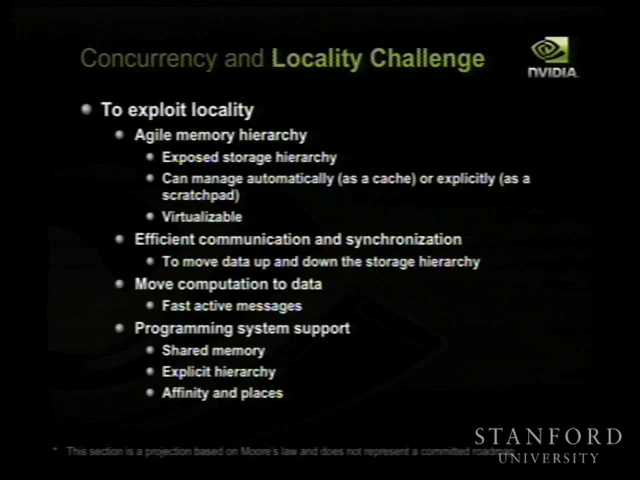 Concurrency and Locality Challenge
NVIDIA
To exploit locality
Agile memory hierarchy
Exposed storage hierarchy
Can manage automatically (as a cache) or explicitly (as a
scratchpad)
Virtualizable
Efficient communication and synchronization
To move data up and down the storage hierarchy
Move computation to data
Fast active messages
Programming system support
Shared memory
Explicit hierarchy
Affinity and places
* This section is a projection based on Moore's law and does not represent a committed roadmap
STANFORD
UNIVERSITY